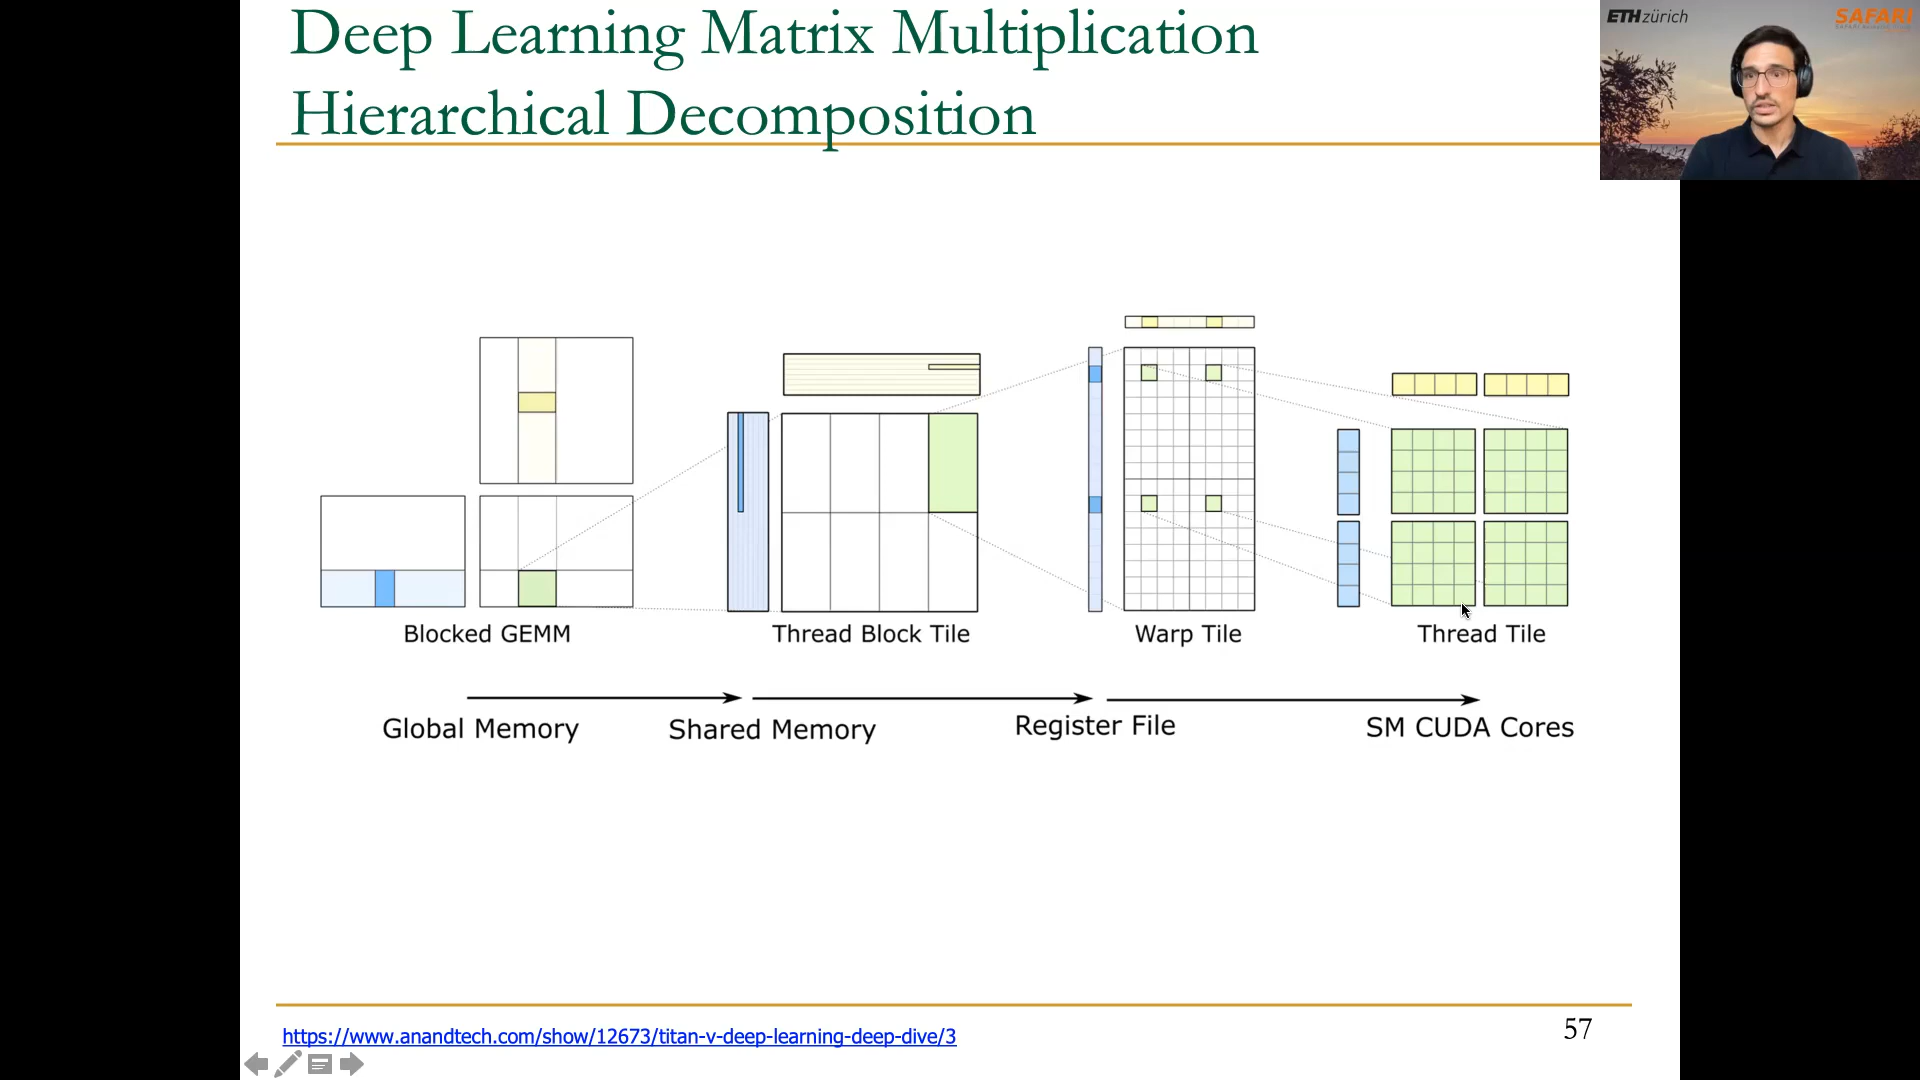 Deep Learning Matrix Multiplication
Hierarchical Decomposition
ETH zürich
SAFARI
Blocked GEMM
Thread Block Tile
Warp Tile
Thread Tile
Global Memory
Shared Memory
Register File
SM CUDA Cores
https://www.anandtech.com/show/12673/titan-v-deep-learning-deep-dive/3
57